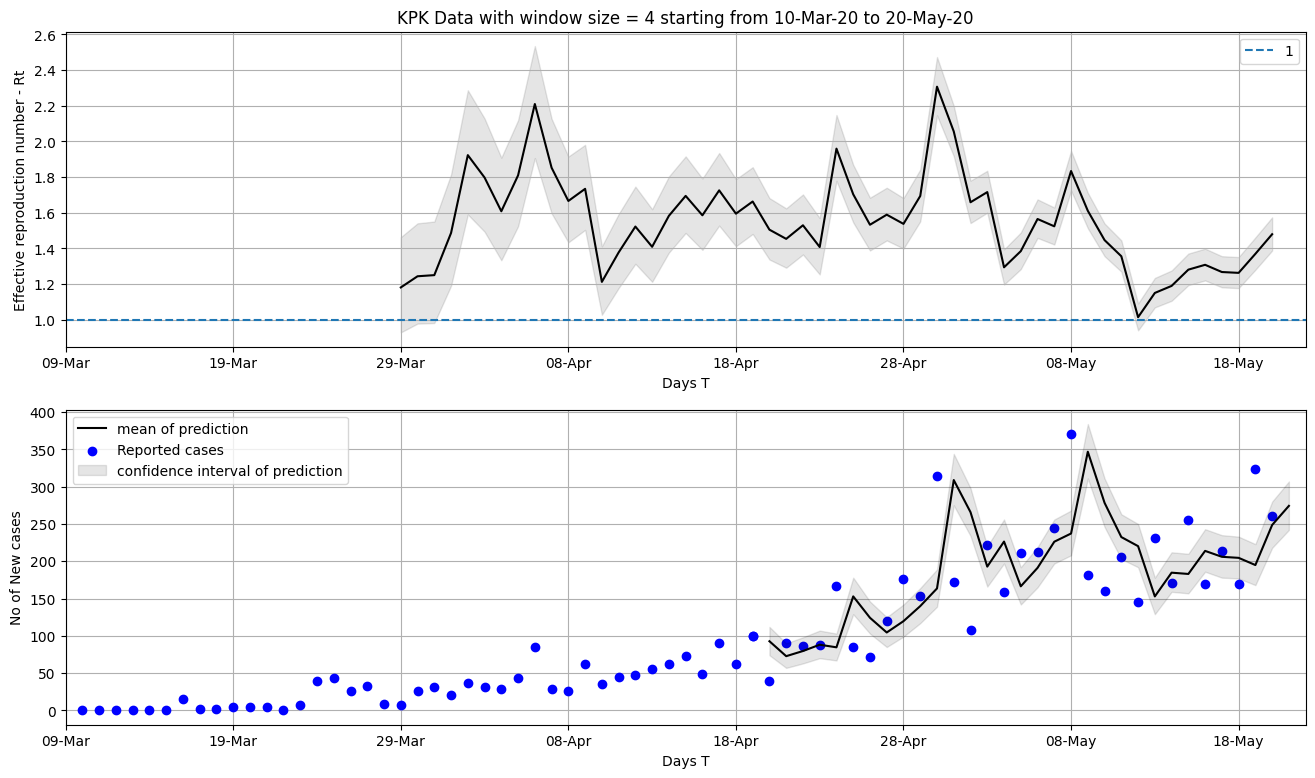 KPK Data with window size = 4 starting from 10-Mar-20 to 20-May-20
Effective reproduction number - Rt
2.6
2.4
2.2
2.0
1.8
1.6
1.4
1.2
1.0
1
09-Mar 19-Mar 29-Mar 08-Apr 18-Apr 28-Apr 08-May 18-May
Days T
No of New cases
400
350
300
250
200
150
100
50
0
mean of prediction
Reported cases
confidence interval of prediction
09-Mar 19-Mar 29-Mar 08-Apr 18-Apr 28-Apr 08-May 18-May
Days T